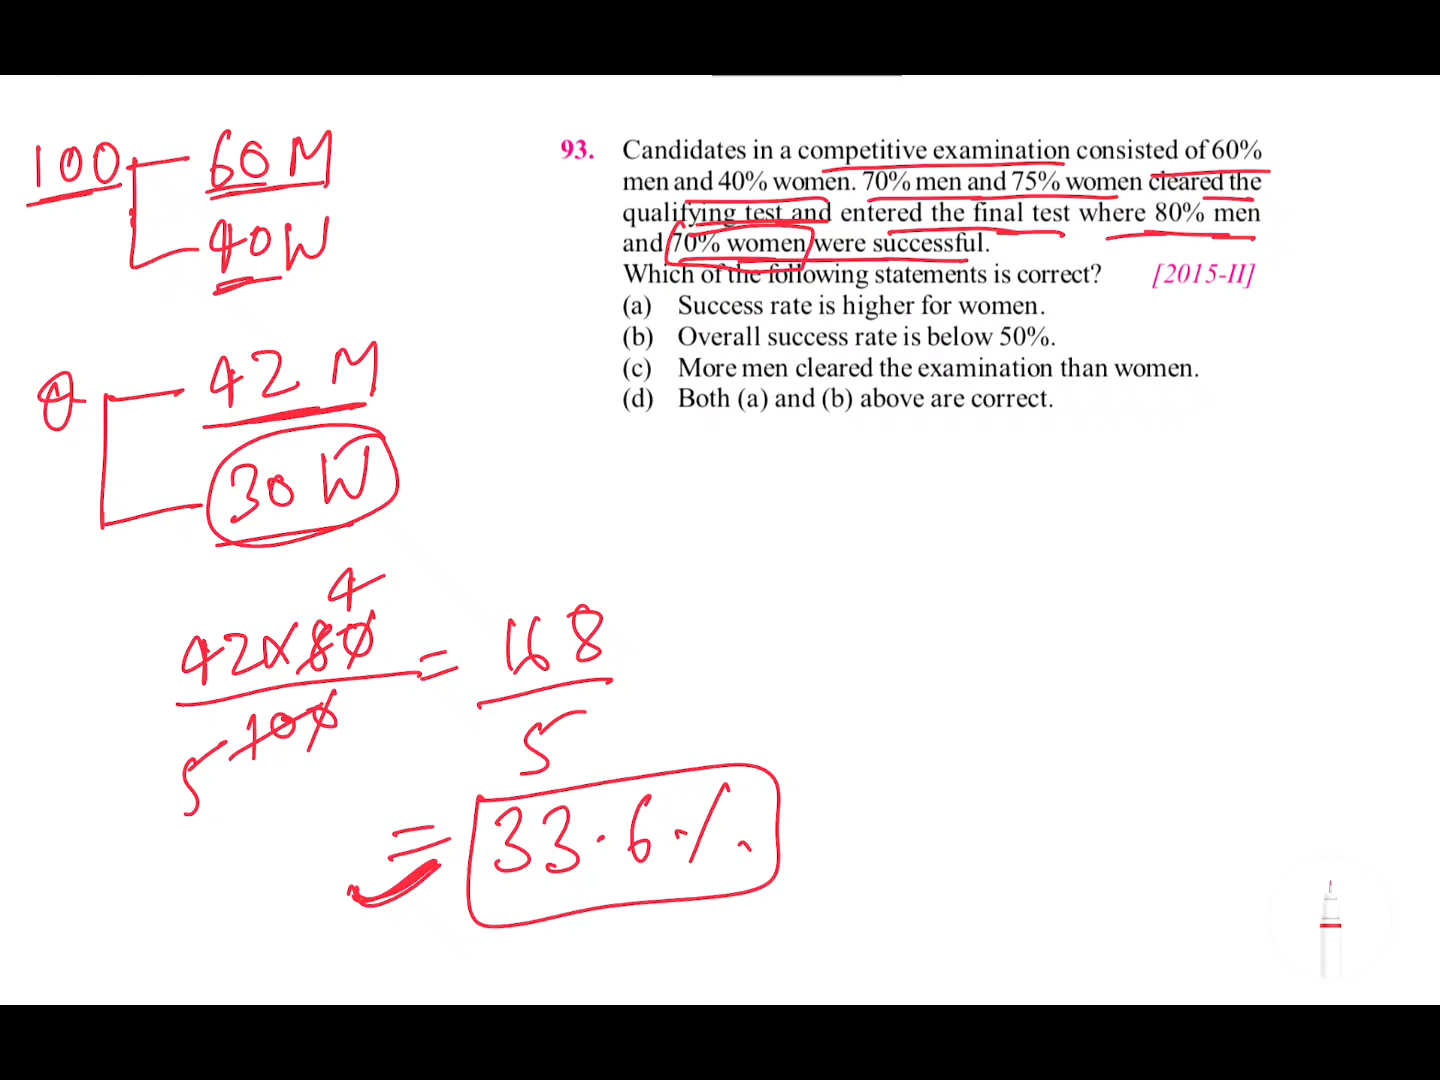 100
60 M
40 W
93. Candidates in a competitive examination consisted of 60%
men and 40% women. 70% men and 75% women cleared the
qualifying test and entered the final test where 80% men
and 70% women were successful.
Which of the following statements is correct? [2015-II]
(a) Success rate is higher for women.
(b) Overall success rate is below 50%.
(c) More men cleared the examination than women.
(d) Both (a) and (b) above are correct.
42 M
30 W
4
42×80 = 168
5 100 5
= 33.6%